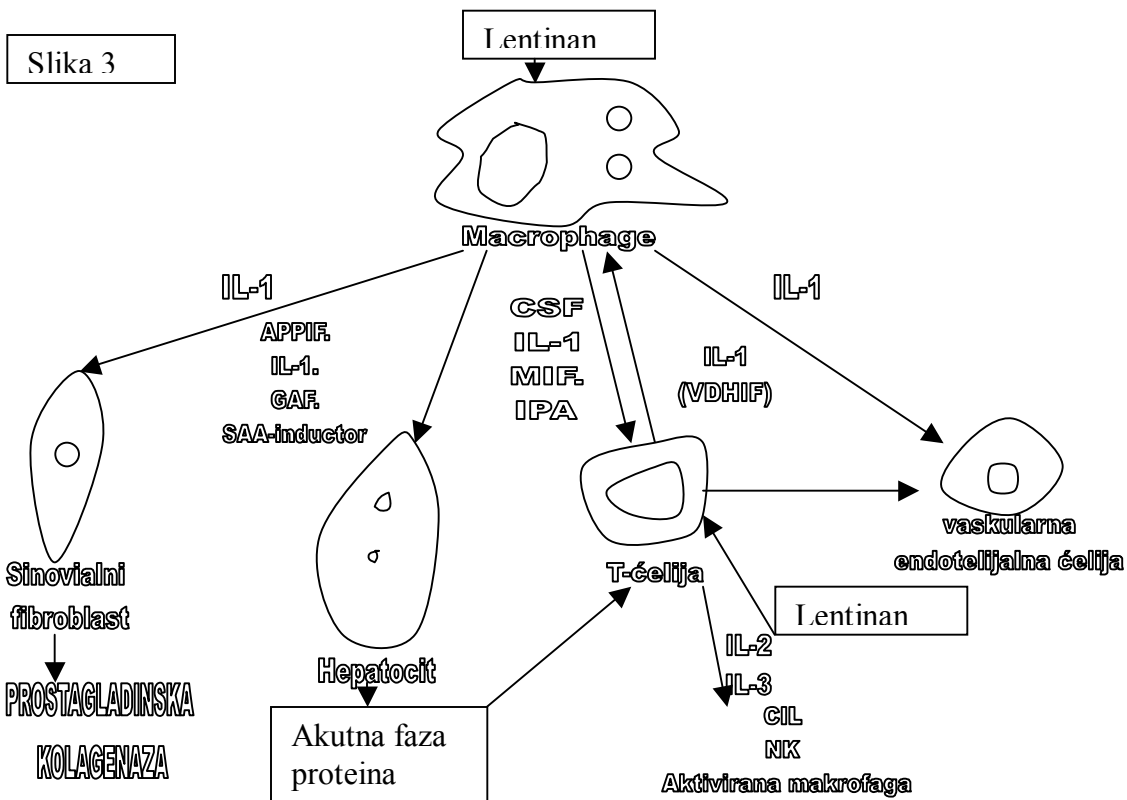 Slika 3
Lentinan
Macrophage
IL-1
APPIF.
IL-1.
GAF.
SAA-inductor
CSF
IL-1
MIF.
IPA
IL-1
(VDHIF)
IL-1
Sinovialni
fibroblast
PROSTAGLADINSKA
KOLAGENAZA
Hepatocit
Akutna faza
proteina
T-ćelija
vaskularna
endotelijalna ćelija
Lentinan
IL-2
IL-3
CIL
NK
Aktivirana makrofaga